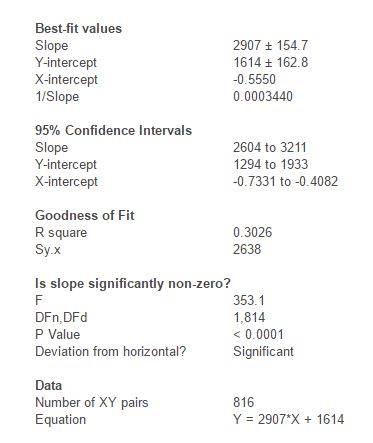 Best-fit values
Slope 2907 ± 154.7
Y-intercept 1614 ± 162.8
X-intercept -0.5550
1/Slope 0.0003440
95% Confidence Intervals
Slope 2604 to 3211
Y-intercept 1294 to 1933
X-intercept -0.7331 to -0.4082
Goodness of Fit
R square 0.3026
Sy.x 2638
Is slope significantly non-zero?
F 353.1
DFn,DFd 1,814
P Value < 0.0001
Deviation from horizontal? Significant
Data
Number of XY pairs 816
Equation Y = 2907*X + 1614